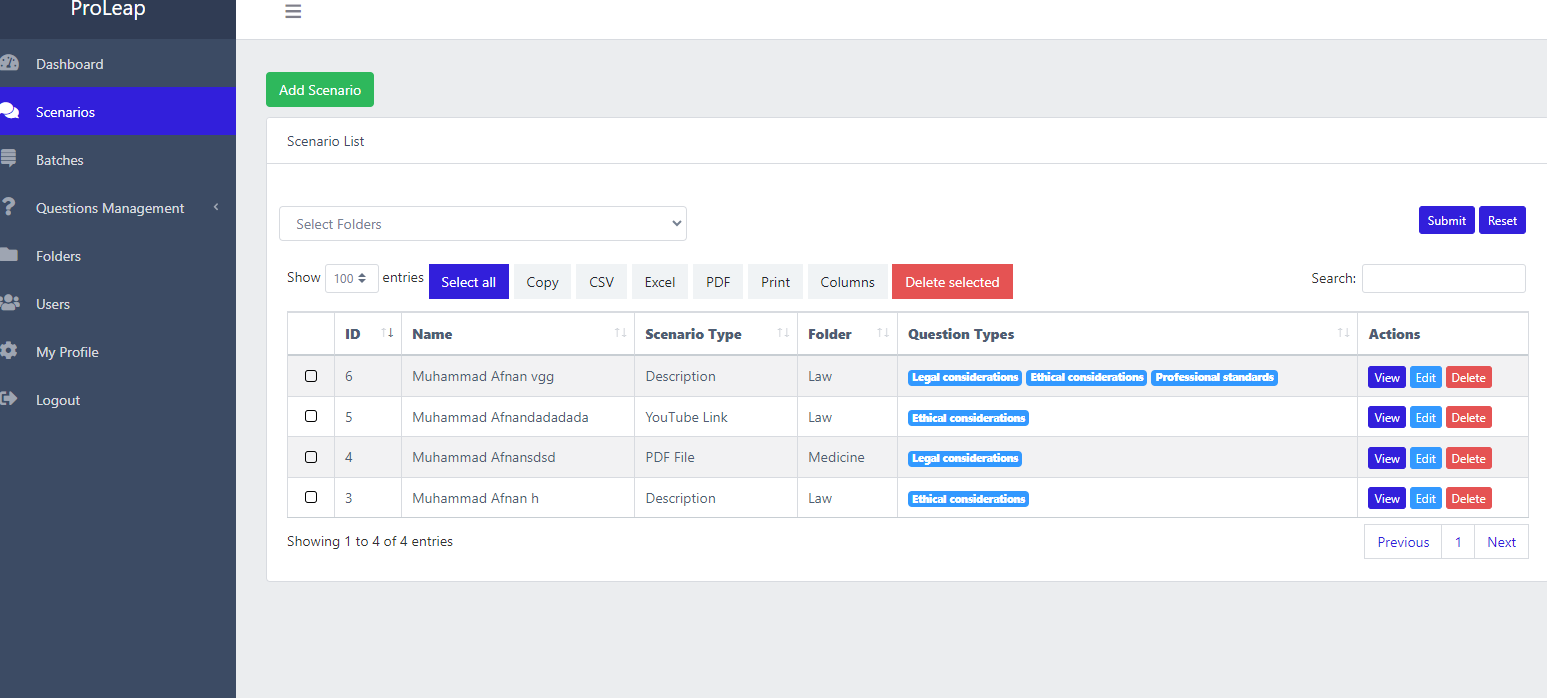 ProLeap
Dashboard
Scenarios
Batches
Questions Management
Folders
Users
My Profile
Logout
Add Scenario
Scenario List
Select Folders
Submit Reset
Show 100 entries Select all Copy CSV Excel PDF Print Columns Delete selected Search:
ID Name Scenario Type Folder Question Types Actions
6 Muhammad Afnan vgg Description Law Legal considerations Ethical considerations Professional standards View Edit Delete
5 Muhammad Afnandadadada YouTube Link Law Ethical considerations View Edit Delete
4 Muhammad Afnansdsd PDF File Medicine Legal considerations View Edit Delete
3 Muhammad Afnan h Description Law Ethical considerations View Edit Delete
Showing 1 to 4 of 4 entries Previous 1 Next